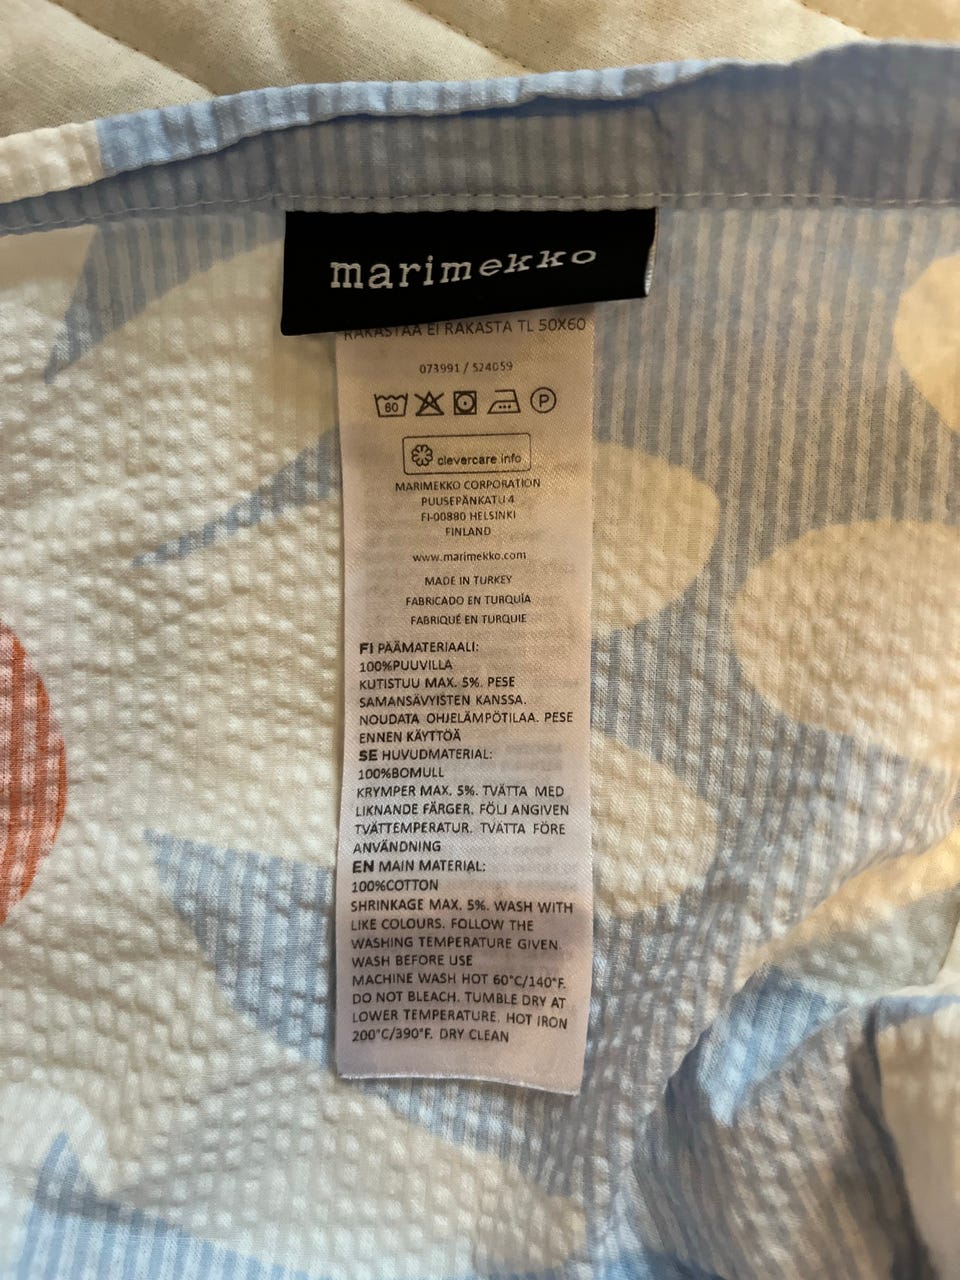 marimekko
RAKASTAA EI RAKASTA TL 50X60
073991 / 524059
60 P
clevercare.info
MARIMEKKO CORPORATION
PUUSEPÄNKATU 4
FI-00880 HELSINKI
FINLAND
www.marimekko.com
MADE IN TURKEY
FABRICADO EN TURQUÍA
FABRIQUÉ EN TURQUIE
FI PÄÄMATERIAALI:
100%PUUVILLA
KUTISTUU MAX. 5%. PESE
SAMANSÄVYISTEN KANSSA.
NOUDATA OHJELÄMPÖTILAA. PESE
ENNEN KÄYTTÖÄ
SE HUVUDMATERIAL:
100%BOMULL
KRYMPER MAX. 5%. TVÄTTA MED
LIKNANDE FÄRGER. FÖLJ ANGIVEN
TVÄTTEMPERATUR. TVÄTTA FÖRE
ANVÄNDNING
EN MAIN MATERIAL:
100%COTTON
SHRINKAGE MAX. 5%. WASH WITH
LIKE COLOURS. FOLLOW THE
WASHING TEMPERATURE GIVEN.
WASH BEFORE USE
MACHINE WASH HOT 60°C/140°F.
DO NOT BLEACH. TUMBLE DRY AT
LOWER TEMPERATURE. HOT IRON
200°C/390°F. DRY CLEAN